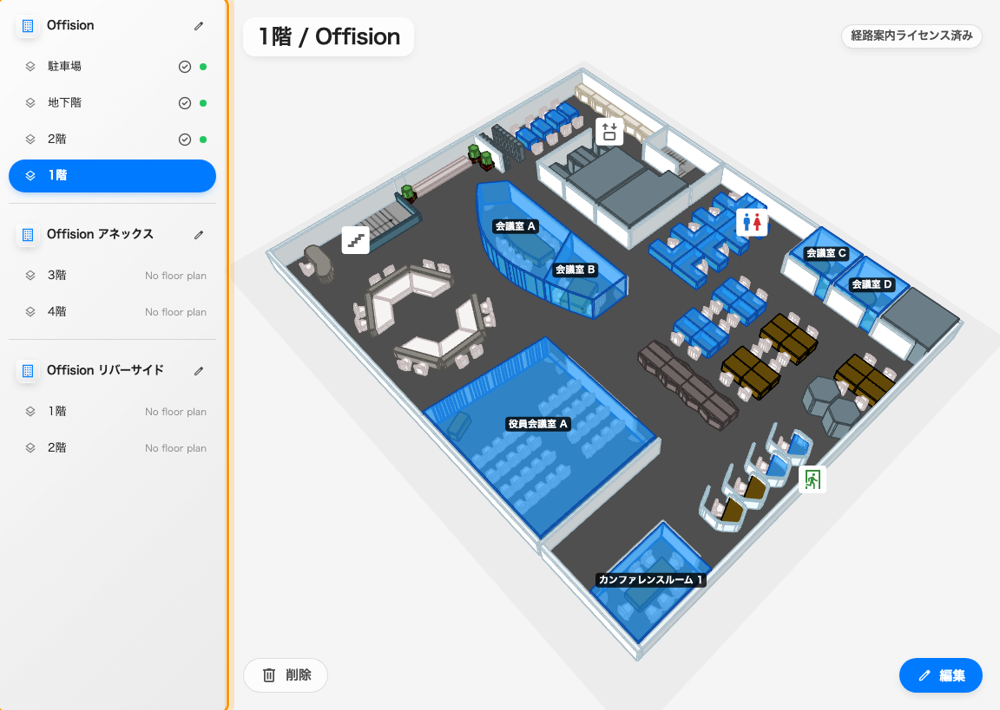 Offision
駐車場
地下階
2階
1階
Offision アネックス
3階 No floor plan
4階 No floor plan
Offision リバーサイド
1階 No floor plan
2階 No floor plan
1階 / Offision
経路案内ライセンス済み
会議室 A
会議室 B
会議室 C
会議室 D
役員会議室 A
カンファレンスルーム 1
削除
編集